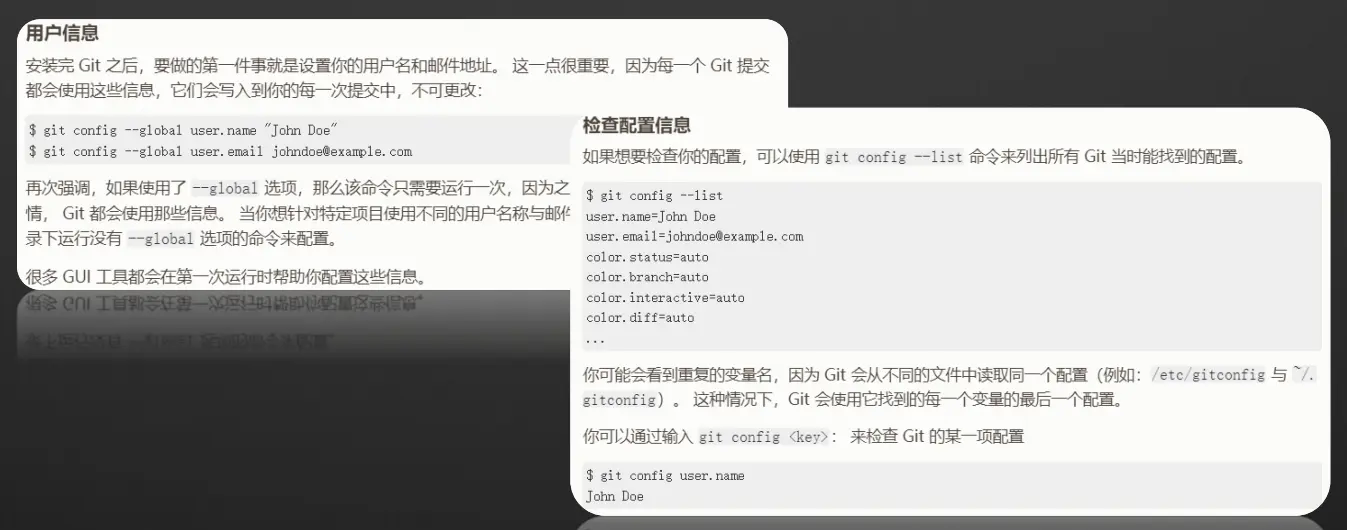 用户信息
安装完 Git 之后，要做的第一件事就是设置你的用户名和邮件地址。 这一点很重要，因为每一个 Git 提交
都会使用这些信息，它们会写入到你的每一次提交中，不可更改：
$ git config --global user.name "John Doe"
$ git config --global user.email johndoe@example.com
再次强调，如果使用了 --global 选项，那么该命令只需要运行一次，因为之
情， Git 都会使用那些信息。 当你想针对特定项目使用不同的用户名称与邮件
录下运行没有 --global 选项的命令来配置。
很多 GUI 工具都会在第一次运行时帮助你配置这些信息。
检查配置信息
如果想要检查你的配置，可以使用 git config --list 命令来列出所有 Git 当时能找到的配置。
$ git config --list
user.name=John Doe
user.email=johndoe@example.com
color.status=auto
color.branch=auto
color.interactive=auto
color.diff=auto
...
你可能会看到重复的变量名，因为 Git 会从不同的文件中读取同一个配置（例如：/etc/gitconfig 与 ~/.
gitconfig）。 这种情况下，Git 会使用它找到的每一个变量的最后一个配置。
你可以通过输入 git config <key>： 来检查 Git 的某一项配置
$ git config user.name
John Doe